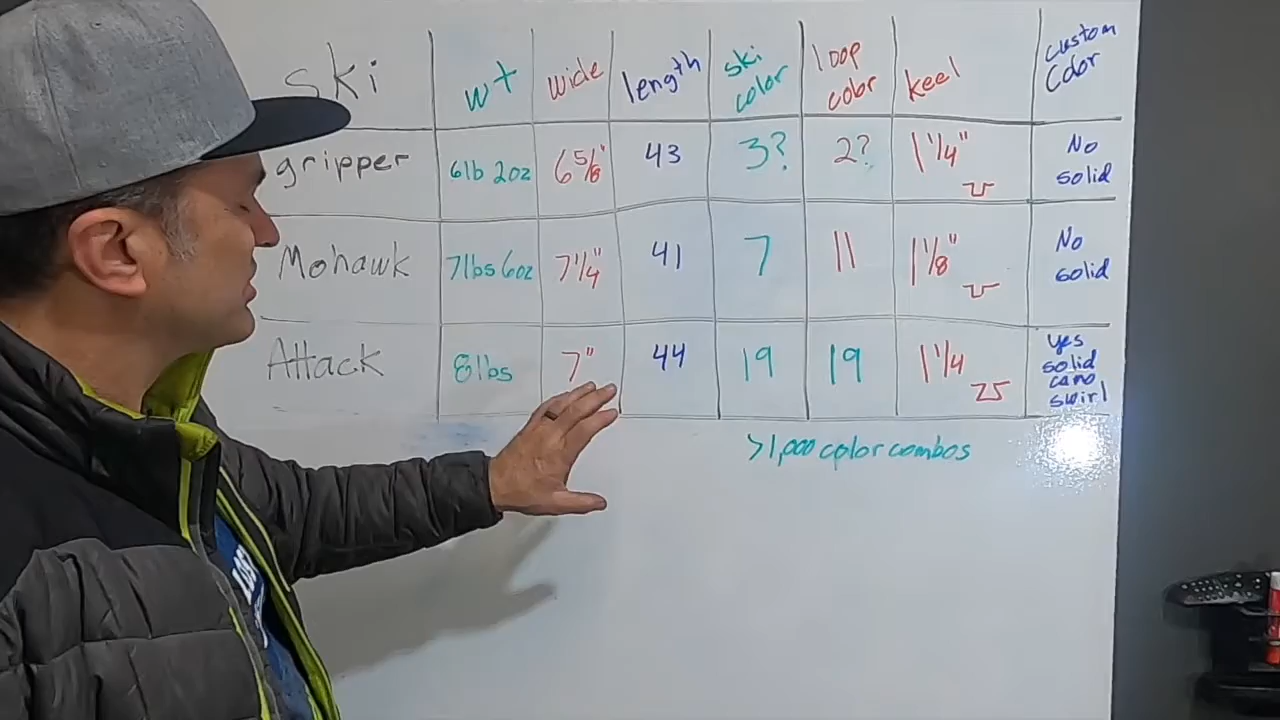 ski wt wide length ski color loop color keel custom Color
gripper 6lb 2oz 6 5/8" 43 3? 2? 1 1/4" No solid
Mohawk 7lbs 6oz 7 1/4" 41 7 11 1 1/8" No solid
Attack 8lbs 7" 44 19 19 1 1/4 Yes solid camo swirl
>1,000 color combos